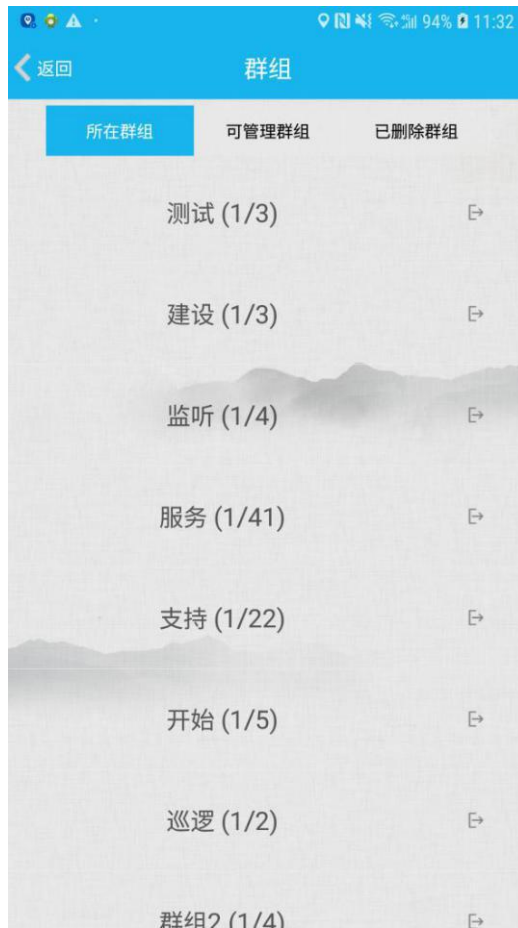 94% 11:32
返回
群组
所在群组 可管理群组 已删除群组
测试 (1/3)
建设 (1/3)
监听 (1/4)
服务 (1/41)
支持 (1/22)
开始 (1/5)
巡逻 (1/2)
群组2 (1/4)